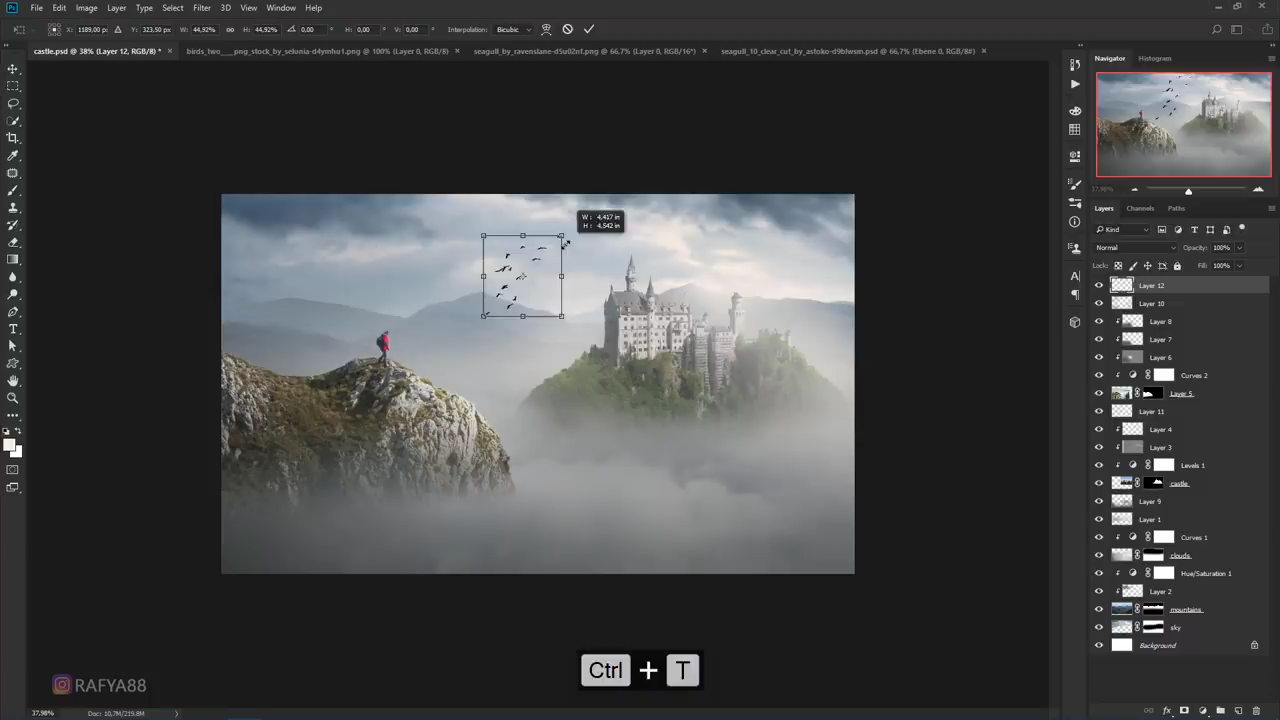 Ps File Edit Image Layer Type Select Filter 3D View Window Help
X: 1189,00 px Y: 323,50 px W: 44,92% H: 44,92% 0,00 H: 0,00 V: 0,00 Interpolation: Bicubic
castle.psd @ 38% (Layer 12, RGB/8) * × birds_two___png_stock_by_selunia-d4ymhu1.png @ 100% (Layer 0, RGB/8) × seagull_by_ravenslane-d5u02n1.png @ 66,7% (Layer 0, RGB/16*) × seagull_10_clear_cut_by_astoko-d9blwsm.psd @ 66,7% (Ebene 0, RGB/8#) ×
Navigator Histogram
37,98%
Layers Channels Paths
Kind
Normal Opacity: 100%
Lock: Fill: 100%
Layer 12
Layer 10
Layer 8
Layer 7
Layer 6
Curves 2
Layer 5
Layer 11
Layer 4
Layer 3
Levels 1
castle
Layer 9
Layer 1
Curves 1
clouds
Hue/Saturation 1
Layer 2
mountains
sky
Background
W: 4,417 in
H: 4,542 in
Ctrl + T
RAFYA88
37,98% Doc: 10,7M/219,8M